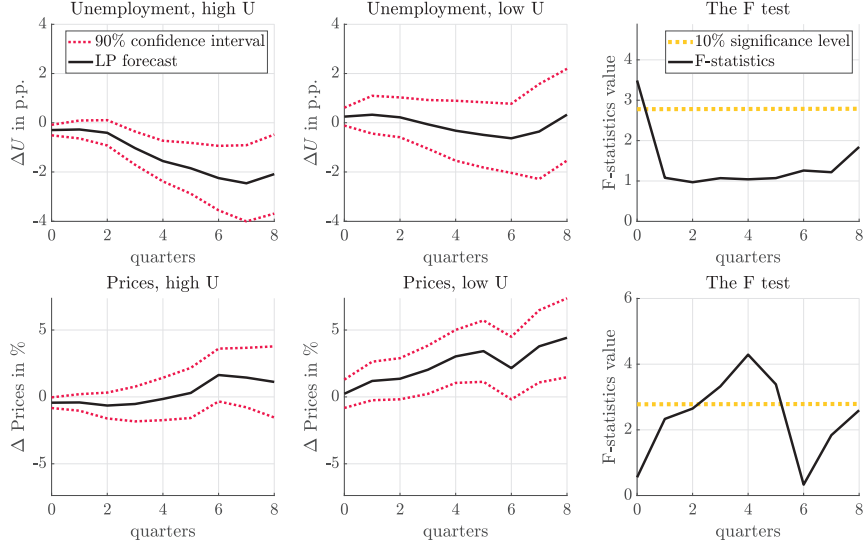 Unemployment, high U
90% confidence interval
LP forecast
ΔU in p.p.
4
2
0
-2
-4
0 2 4 6 8
quarters
Unemployment, low U
ΔU in p.p.
4
2
0
-2
-4
0 2 4 6 8
quarters
The F test
10% significance level
F-statistics
F-statistics value
4
3
2
1
0
0 2 4 6 8
quarters
Prices, high U
Δ Prices in %
5
0
-5
0 2 4 6 8
quarters
Prices, low U
Δ Prices in %
5
0
-5
0 2 4 6 8
quarters
The F test
F-statistics value
6
4
2
0
0 2 4 6 8
quarters